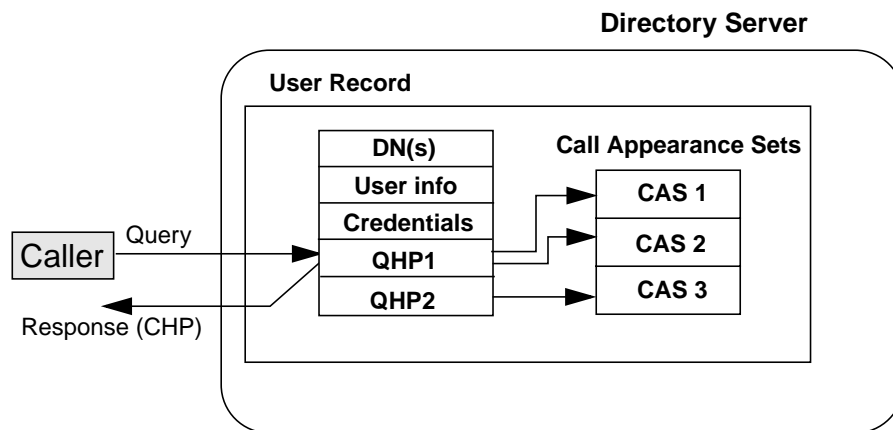 Directory Server
User Record
DN(s)
User info
Credentials
QHP1
QHP2
Call Appearance Sets
CAS 1
CAS 2
CAS 3
Caller
Query
Response (CHP)